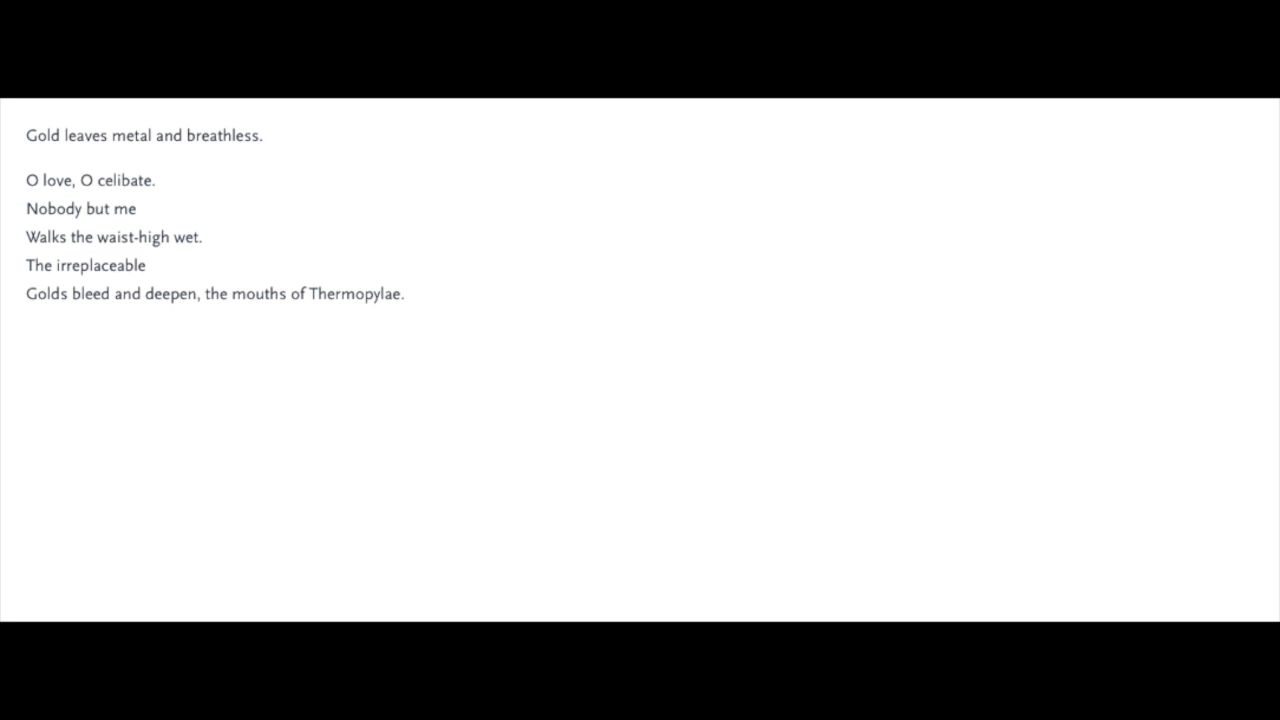 Gold leaves metal and breathless.
O love, O celibate.
Nobody but me
Walks the waist-high wet.
The irreplaceable
Golds bleed and deepen, the mouths of Thermopylae.